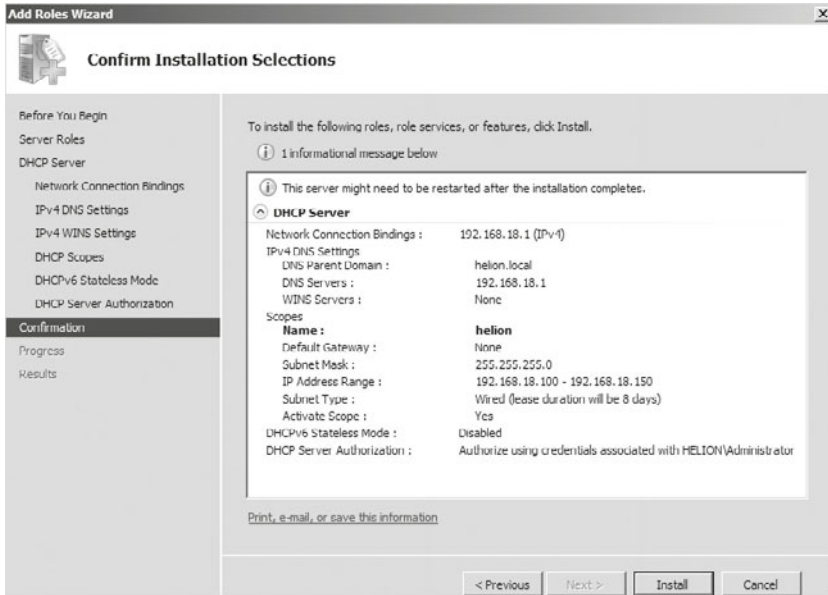 Add Roles Wizard
Confirm Installation Selections
Before You Begin
Server Roles
DHCP Server
Network Connection Bindings
IPv4 DNS Settings
IPv4 WINS Settings
DHCP Scopes
DHCPv6 Stateless Mode
DHCP Server Authorization
Confirmation
Progress
Results
To install the following roles, role services, or features, click Install.
1 informational message below
This server might need to be restarted after the installation completes.
DHCP Server
Network Connection Bindings : 192.168.18.1 (IPv4)
IPv4 DNS Settings
DNS Parent Domain : helion.local
DNS Servers : 192.168.18.1
WINS Servers : None
Scopes
Name : helion
Default Gateway : None
Subnet Mask : 255.255.255.0
IP Address Range : 192.168.18.100 - 192.168.18.150
Subnet Type : Wired (lease duration will be 8 days)
Activate Scope : Yes
DHCPv6 Stateless Mode : Disabled
DHCP Server Authorization : Authorize using credentials associated with HELION\Administrator
Print, e-mail, or save this information
< Previous Next > Install Cancel